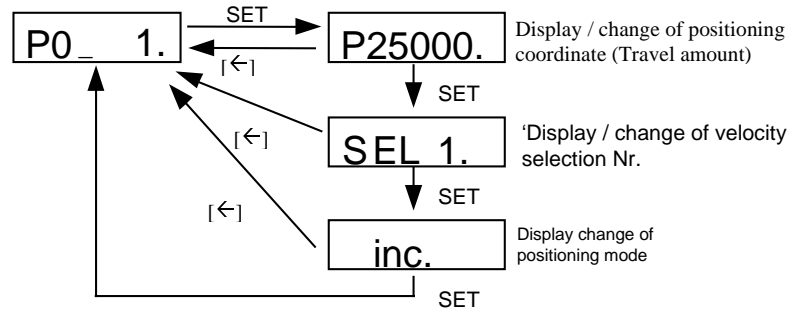 SET
P0_ 1.
P25000.
Display / change of positioning
coordinate (Travel amount)
[←]
SET
SEL 1.
'Display / change of velocity
selection Nr.
[←]
SET
[←]
inc.
Display change of
positioning mode
SET